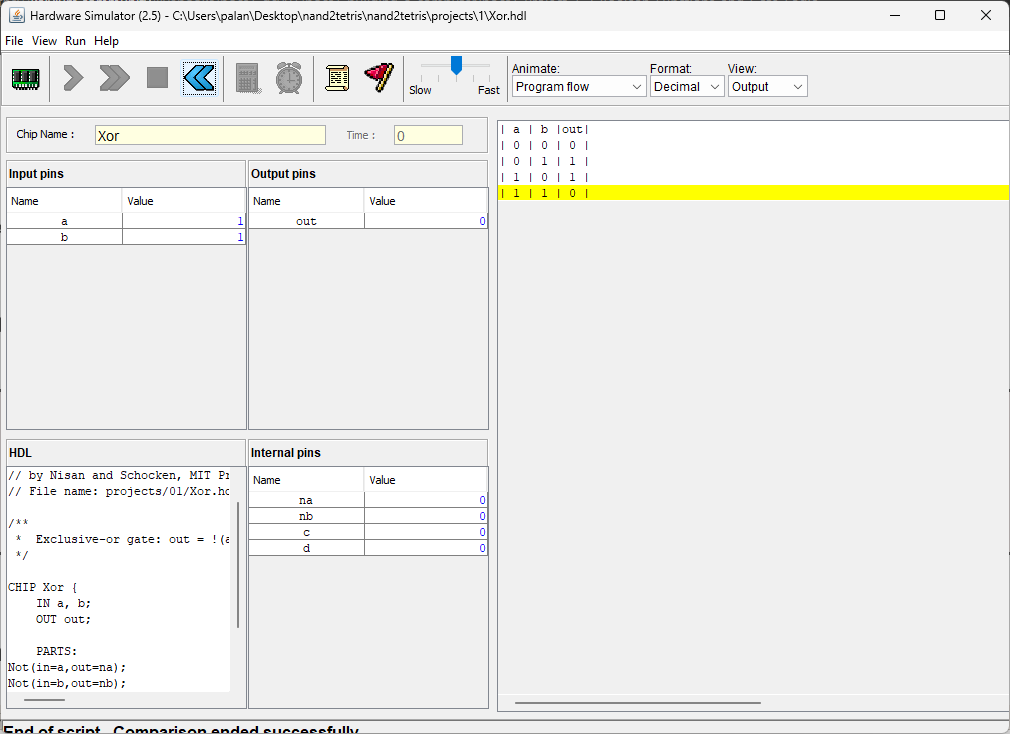 Hardware Simulator (2.5) - C:\Users\palan\Desktop\nand2tetris\nand2tetris\projects\1\Xor.hdl
File View Run Help
Slow Fast
Animate: Format: View:
Program flow Decimal Output
Chip Name : Xor Time : 0
Input pins
Name Value
a 1
b 1
Output pins
Name Value
out 0
HDL
// by Nisan and Schocken, MIT Pr
// File name: projects/01/Xor.hd
/**
* Exclusive-or gate: out = !(a
*/
CHIP Xor {
IN a, b;
OUT out;
PARTS:
Not(in=a,out=na);
Not(in=b,out=nb);
Internal pins
Name Value
na 0
nb 0
c 0
d 0
| a | b |out|
| 0 | 0 | 0 |
| 0 | 1 | 1 |
| 1 | 0 | 1 |
| 1 | 1 | 0 |
End of script - Comparison ended successfully